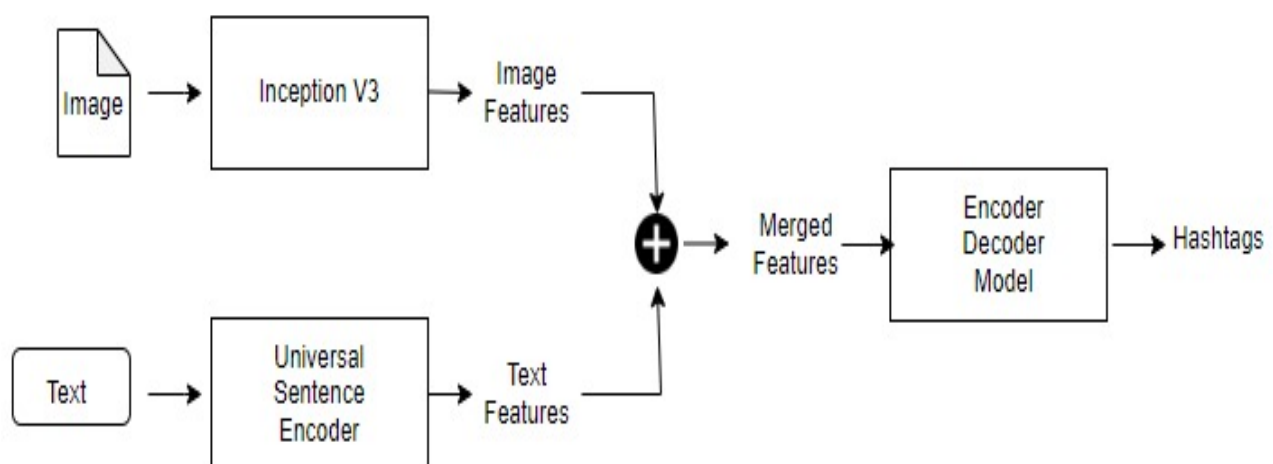 Image
Inception V3
Image
Features
Merged
Features
Encoder
Decoder
Model
Hashtags
Text
Universal
Sentence
Encoder
Text
Features